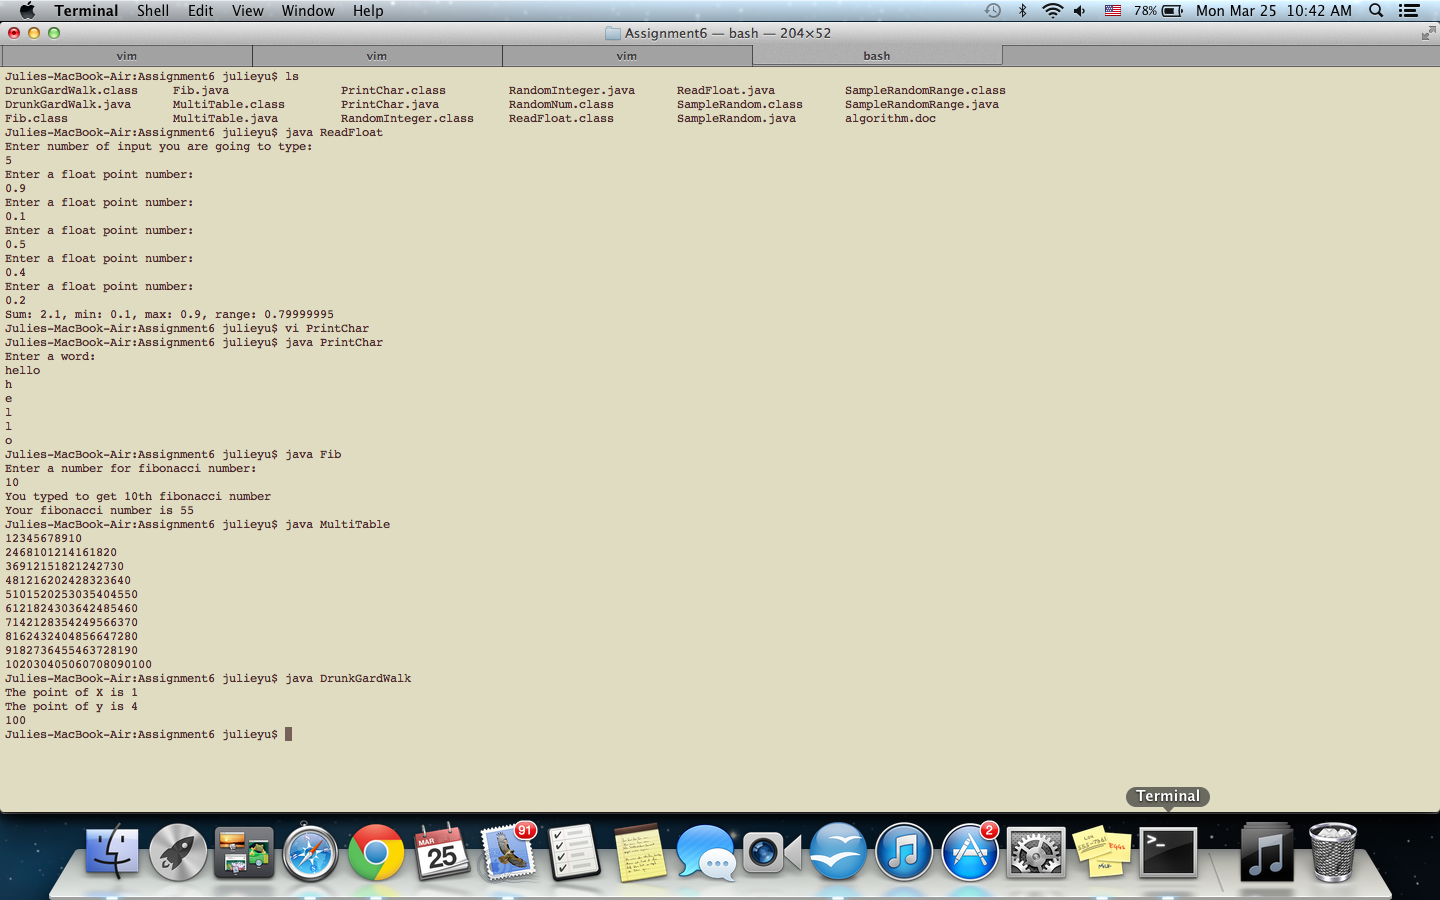 Terminal Shell Edit View Window Help 78% Mon Mar 25 10:42 AM
Assignment6 — bash — 204×52
vim vim vim bash
Julies-MacBook-Air:Assignment6 julieyu$ ls
DrunkGardWalk.class Fib.java PrintChar.class RandomInteger.java ReadFloat.java SampleRandomRange.class
DrunkGardWalk.java MultiTable.class PrintChar.java RandomNum.class SampleRandom.class SampleRandomRange.java
Fib.class MultiTable.java RandomInteger.class ReadFloat.class SampleRandom.java algorithm.doc
Julies-MacBook-Air:Assignment6 julieyu$ java ReadFloat
Enter number of input you are going to type:
5
Enter a float point number:
0.9
Enter a float point number:
0.1
Enter a float point number:
0.5
Enter a float point number:
0.4
Enter a float point number:
0.2
Sum: 2.1, min: 0.1, max: 0.9, range: 0.79999995
Julies-MacBook-Air:Assignment6 julieyu$ vi PrintChar
Julies-MacBook-Air:Assignment6 julieyu$ java PrintChar
Enter a word:
hello
h
e
l
l
o
Julies-MacBook-Air:Assignment6 julieyu$ java Fib
Enter a number for fibonacci number:
10
You typed to get 10th fibonacci number
Your fibonacci number is 55
Julies-MacBook-Air:Assignment6 julieyu$ java MultiTable
12345678910
2468101214161820
36912151821242730
481216202428323640
5101520253035404550
6121824303642485460
7142128354249566370
8162432404856647280
9182736455463728190
102030405060708090100
Julies-MacBook-Air:Assignment6 julieyu$ java DrunkGardWalk
The point of X is 1
The point of y is 4
100
Julies-MacBook-Air:Assignment6 julieyu$
Terminal
MAR
25
91
2